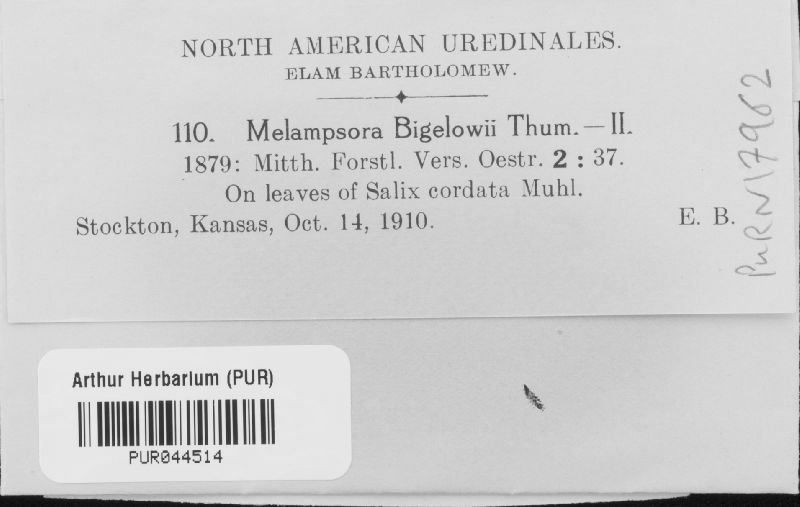 NORTH AMERICAN UREDINALES.
ELAM BARTHOLOMEW.
110. Melampsora Bigelowii Thum.—II.
1879: Mitth. Forstl. Vers. Oestr. 2 : 37.
On leaves of Salix cordata Muhl.
Stockton, Kansas, Oct. 14, 1910. E. B.
PURN17962
Arthur Herbarium (PUR)
PUR044514